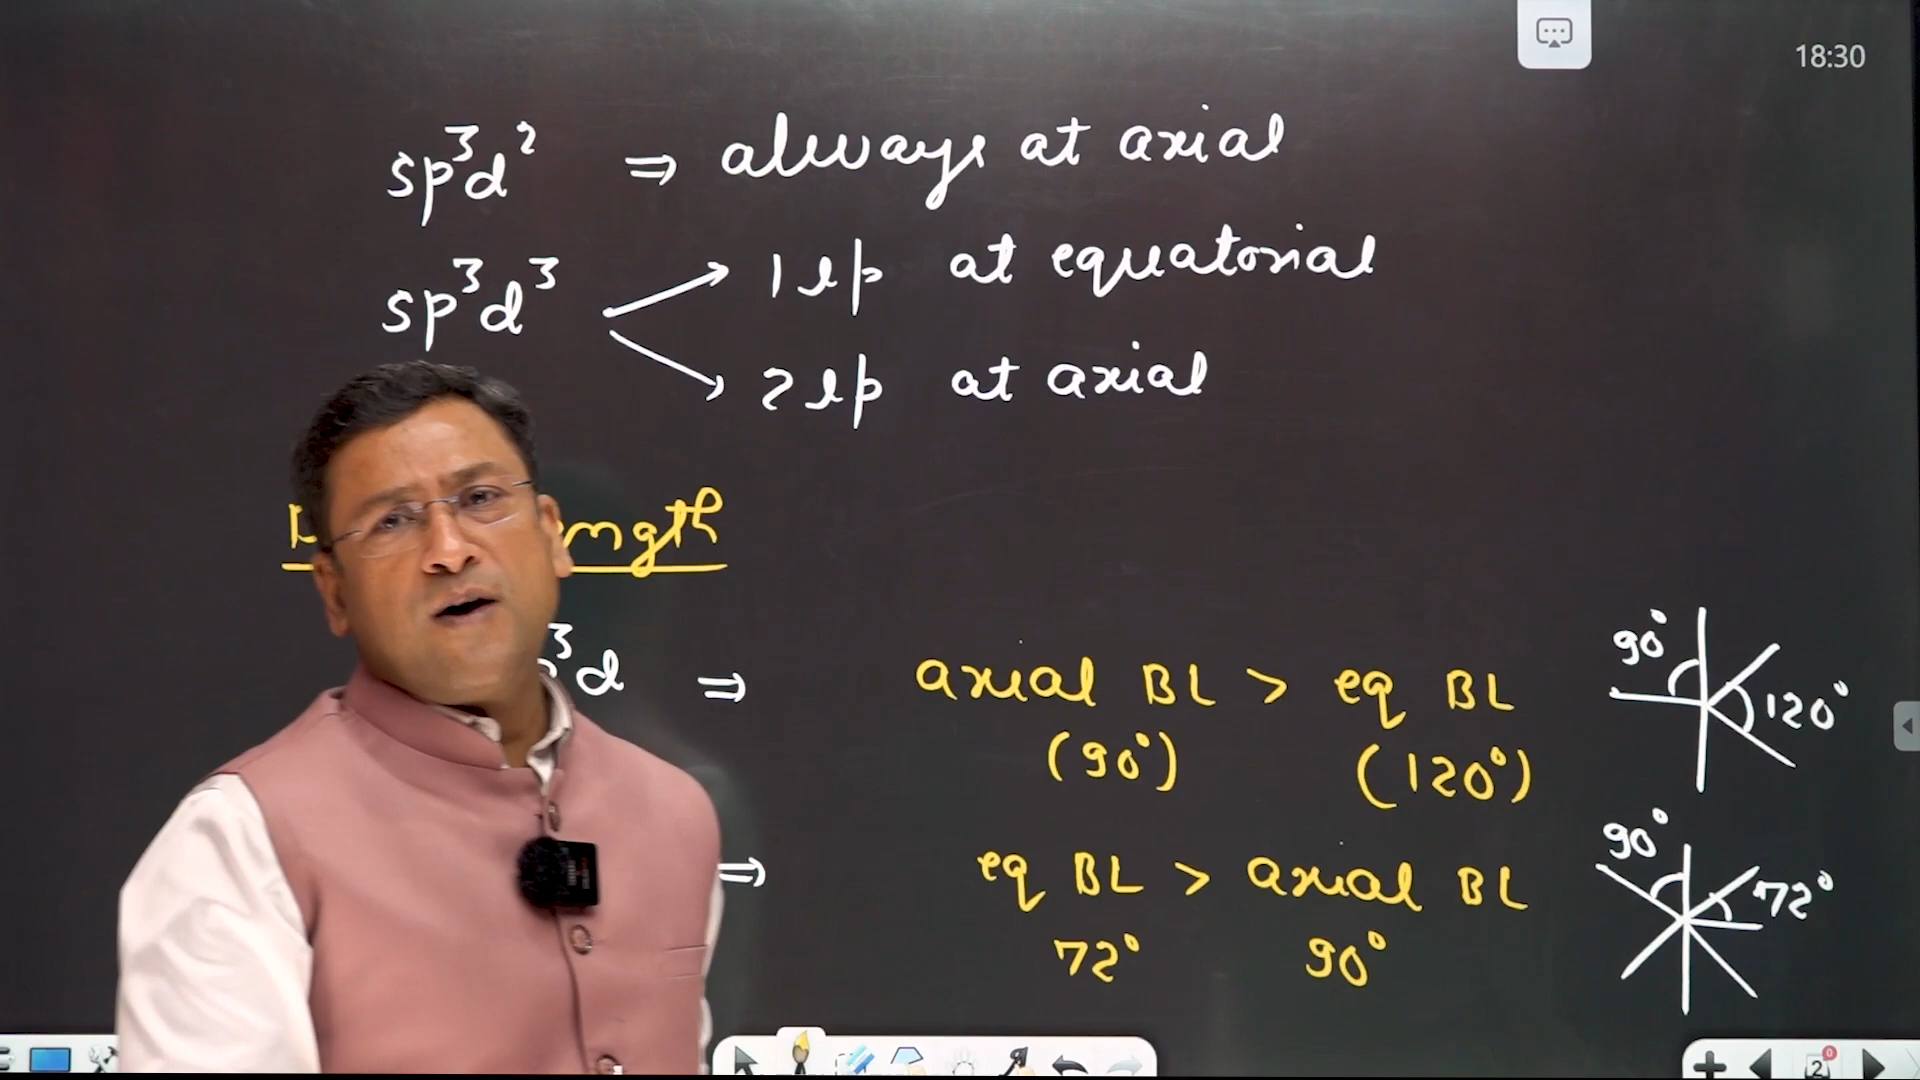 18:30
sp³d² ⇒ always at axial
sp³d³ → 1 lp at equatorial
→ 2 lp at axial
³d ⇒ axial BL > eq BL
(90°) (120°)
90° 120°
⇒ eq BL > axial BL
72° 90°
90° 72°
2